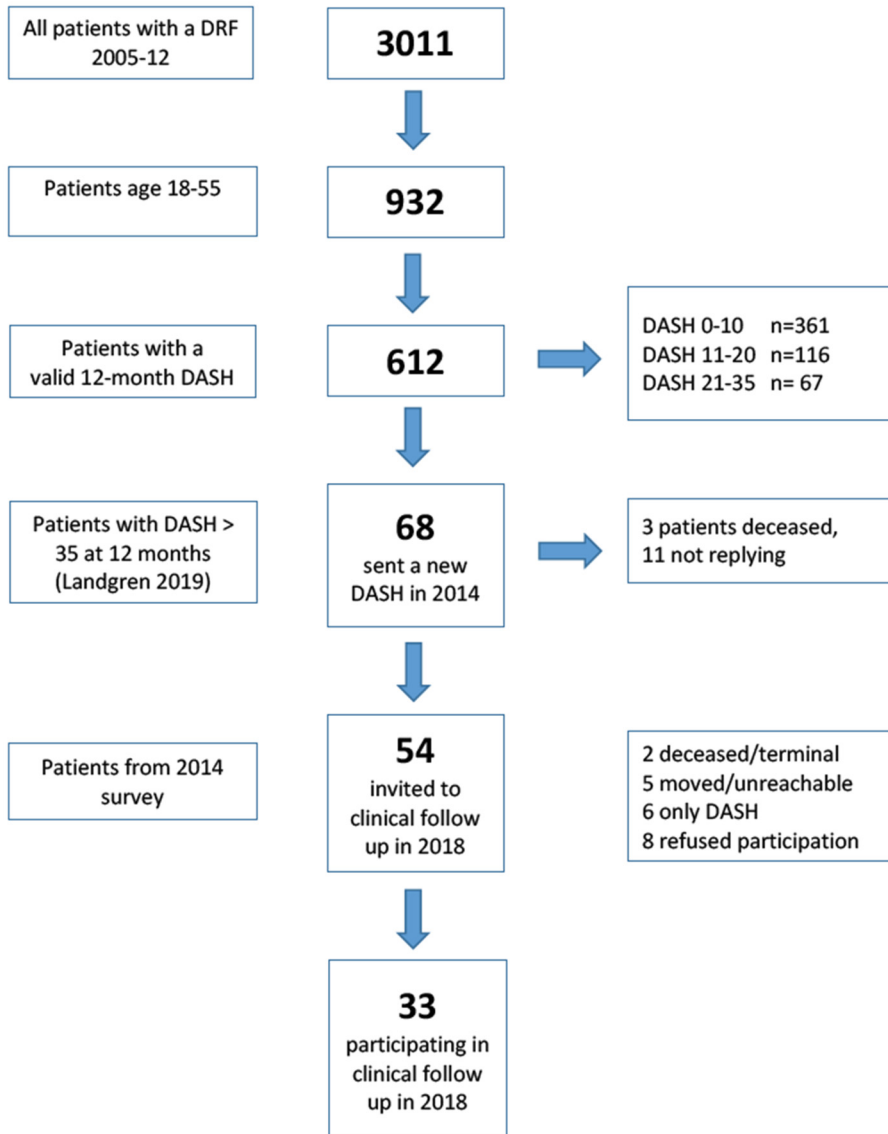 All patients with a DRF
2005-12
3011
Patients age 18-55
932
Patients with a
valid 12-month DASH
612
DASH 0-10 n=361
DASH 11-20 n=116
DASH 21-35 n= 67
Patients with DASH >
35 at 12 months
(Landgren 2019)
68
sent a new
DASH in 2014
3 patients deceased,
11 not replying
Patients from 2014
survey
54
invited to
clinical follow
up in 2018
2 deceased/terminal
5 moved/unreachable
6 only DASH
8 refused participation
33
participating in
clinical follow
up in 2018